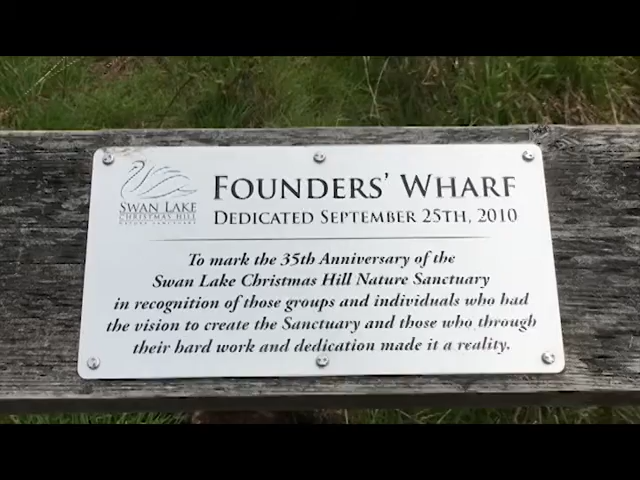 SWAN LAKE
CHRISTMAS HILL
NATURE SANCTUARY
FOUNDERS' WHARF
DEDICATED SEPTEMBER 25TH, 2010
To mark the 35th Anniversary of the
Swan Lake Christmas Hill Nature Sanctuary
in recognition of those groups and individuals who had
the vision to create the Sanctuary and those who through
their hard work and dedication made it a reality.